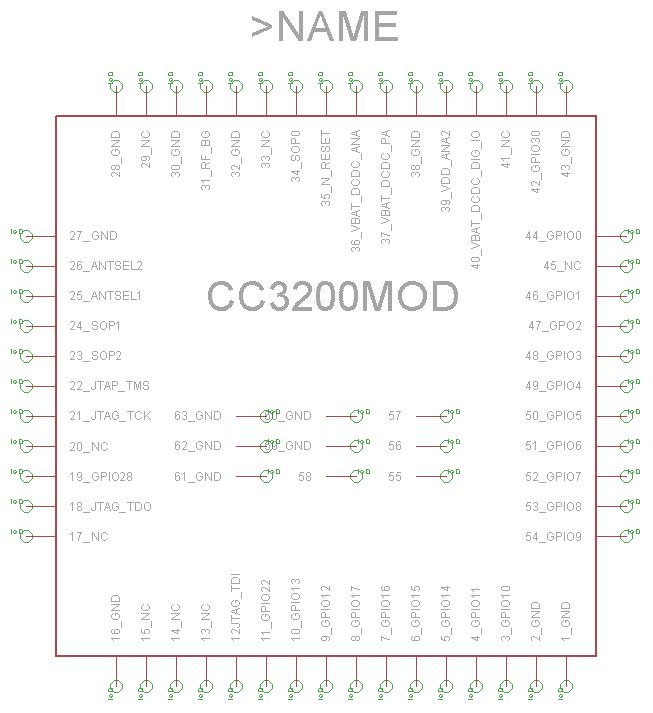 >NAME
28_GND
29_NC
30_GND
31_RF_BG
32_GND
33_NC
34_SOP0
35_N_RESET
36_VBAT_DCDC_ANA
37_VBAT_DCDC_PA
38_GND
39_VDD_ANA2
40_VBAT_DCDC_DIG_IO
41_NC
42_GPIO30
43_GND
27_GND
44_GPIO0
26_ANTSEL2
45_NC
25_ANTSEL1
CC3200MOD
46_GPIO1
24_SOP1
47_GPO2
23_SOP2
48_GPIO3
22_JTAP_TMS
49_GPIO4
21_JTAG_TCK
63_GND
60_GND
57
50_GPIO5
20_NC
62_GND
59_GND
56
51_GPIO6
19_GPIO28
61_GND
58
55
52_GPIO7
18_JTAG_TDO
53_GPIO8
17_NC
54_GPIO9
16_GND
15_NC
14_NC
13_NC
12JTAG_TDI
11_GPIO22
10_GPIO13
9_GPIO12
8_GPIO17
7_GPIO16
6_GPIO15
5_GPIO14
4_GPIO11
3_GPIO10
2_GND
1_GND